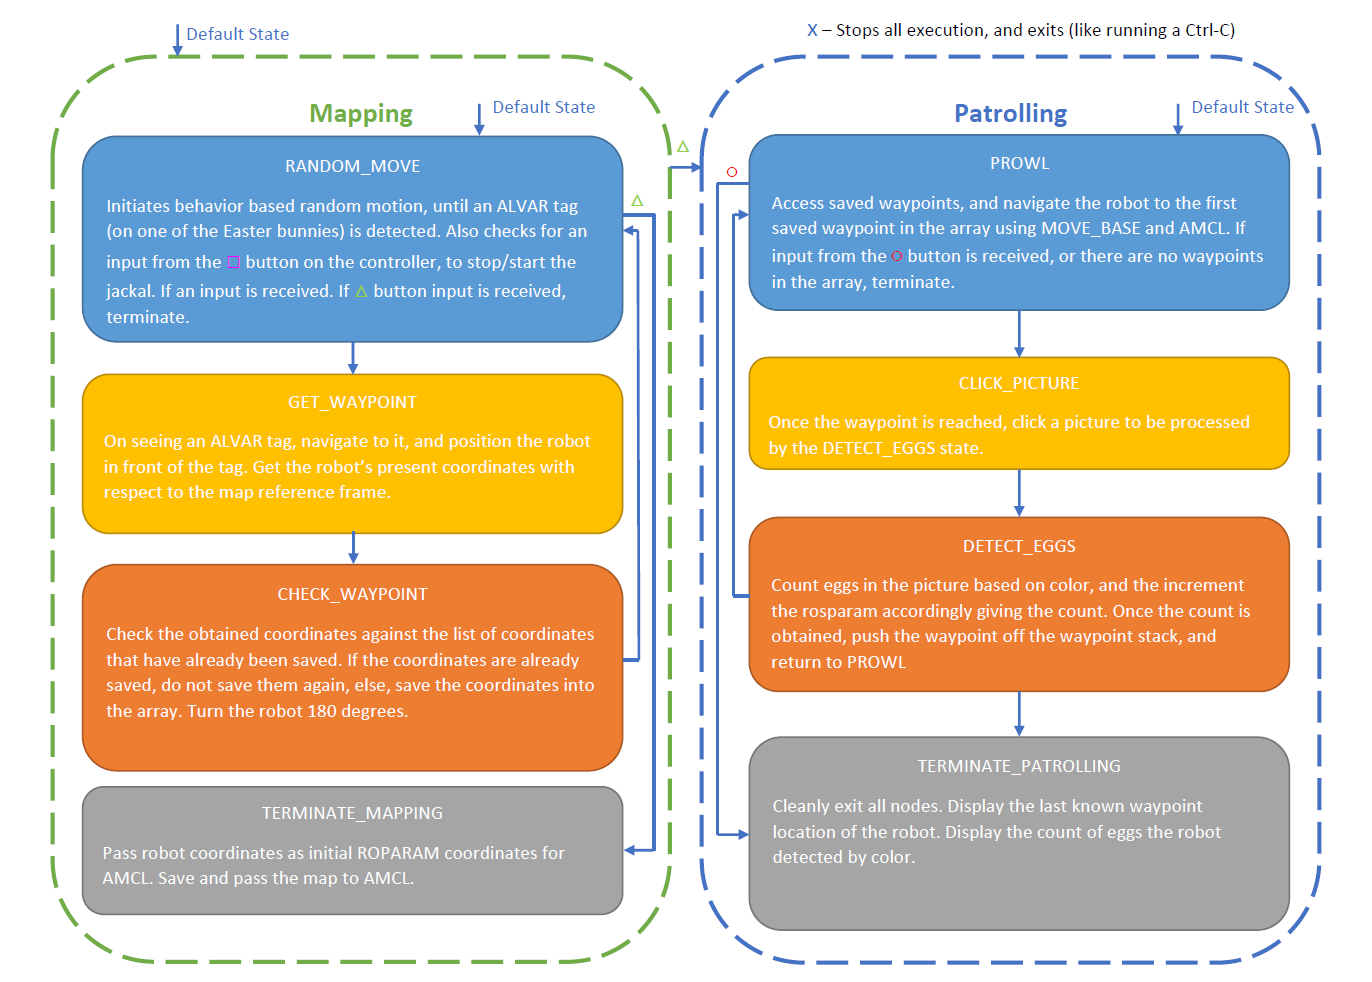 Default State
X – Stops all execution, and exits (like running a Ctrl-C)
Mapping
Default State
RANDOM_MOVE
Initiates behavior based random motion, until an ALVAR tag
(on one of the Easter bunnies) is detected. Also checks for an
input from the □ button on the controller, to stop/start the
jackal. If an input is received. If △ button input is received,
terminate.
△
GET_WAYPOINT
On seeing an ALVAR tag, navigate to it, and position the robot
in front of the tag. Get the robot’s present coordinates with
respect to the map reference frame.
CHECK_WAYPOINT
Check the obtained coordinates against the list of coordinates
that have already been saved. If the coordinates are already
saved, do not save them again, else, save the coordinates into
the array. Turn the robot 180 degrees.
TERMINATE_MAPPING
Pass robot coordinates as initial ROPARAM coordinates for
AMCL. Save and pass the map to AMCL.
△
Patrolling
Default State
○
PROWL
Access saved waypoints, and navigate the robot to the first
saved waypoint in the array using MOVE_BASE and AMCL. If
input from the ○ button is received, or there are no waypoints
in the array, terminate.
CLICK_PICTURE
Once the waypoint is reached, click a picture to be processed
by the DETECT_EGGS state.
DETECT_EGGS
Count eggs in the picture based on color, and the increment
the rosparam accordingly giving the count. Once the count is
obtained, push the waypoint off the waypoint stack, and
return to PROWL
TERMINATE_PATROLLING
Cleanly exit all nodes. Display the last known waypoint
location of the robot. Display the count of eggs the robot
detected by color.